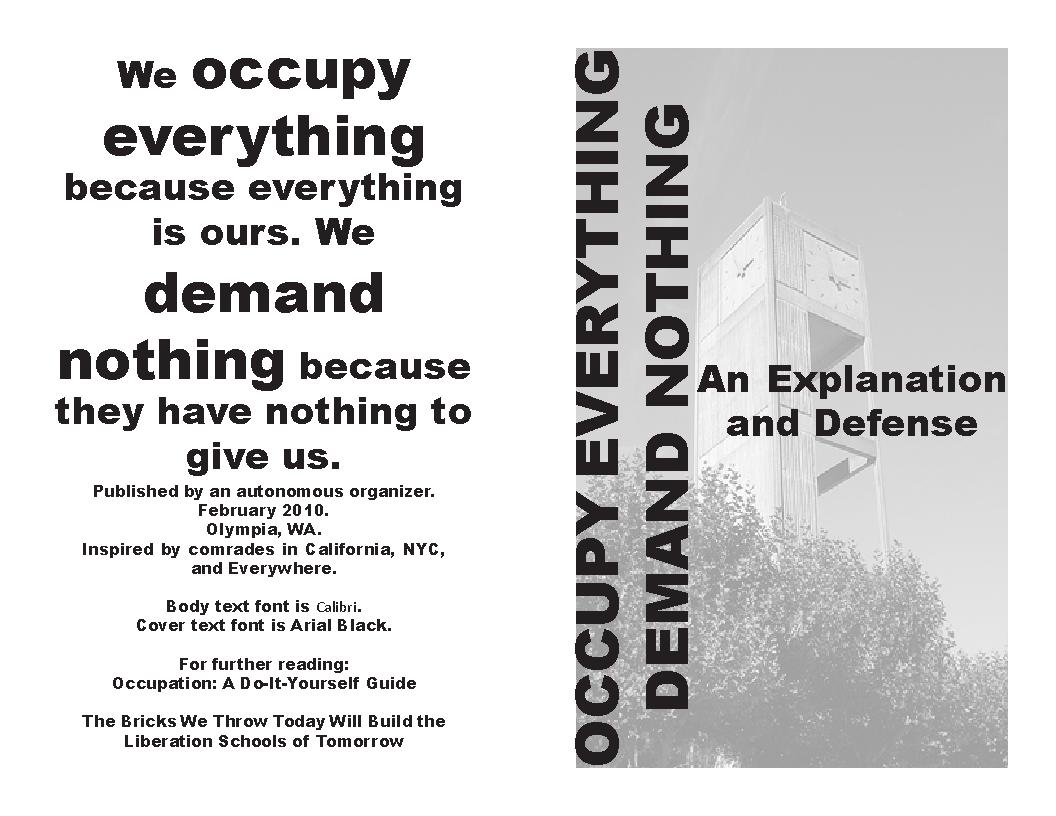 We occupy
everything
because everything
is ours. We
demand
nothing because
they have nothing to
give us.
Published by an autonomous organizer.
February 2010.
Olympia, WA.
Inspired by comrades in California, NYC,
and Everywhere.
Body text font is Calibri.
Cover text font is Arial Black.
For further reading:
Occupation: A Do-It-Yourself Guide
The Bricks We Throw Today Will Build the
Liberation Schools of Tomorrow
OCCUPY EVERYTHING
DEMAND NOTHING
An Explanation
and Defense